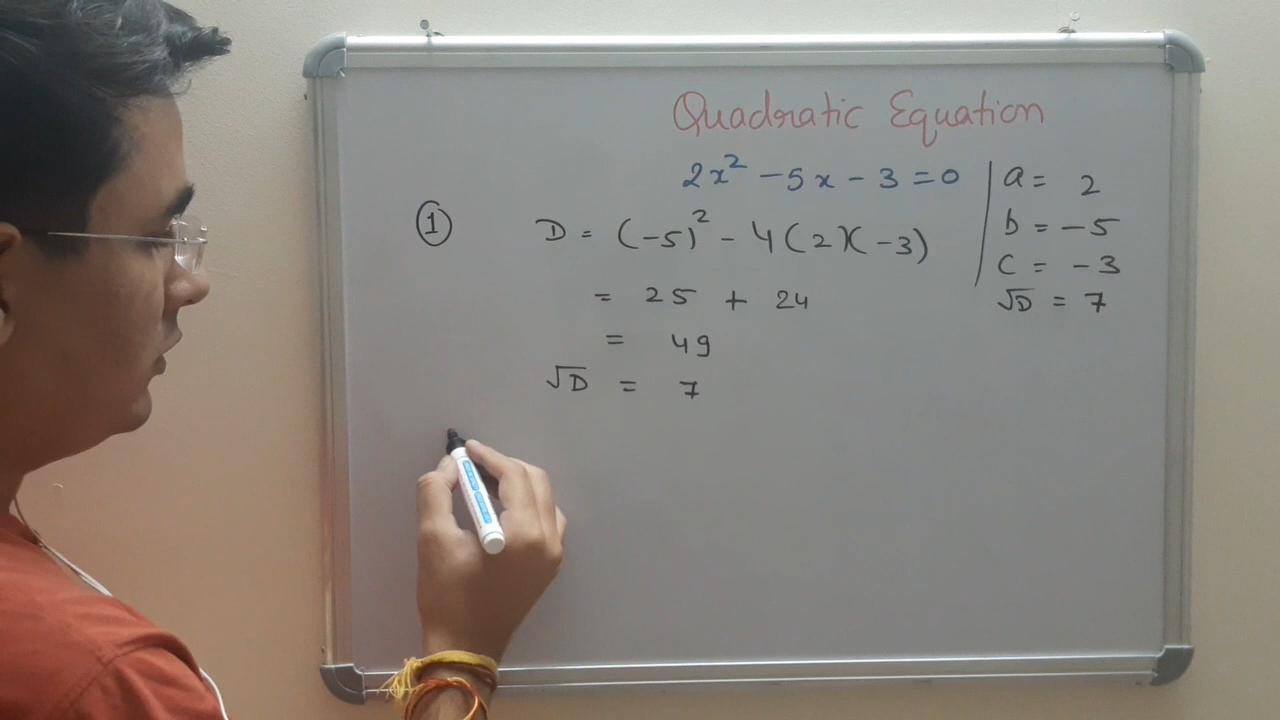 Quadratic Equation
2x² - 5x - 3 = 0
a = 2
b = -5
c = -3
√D = 7
① D = (-5)² - 4(2)(-3)
= 25 + 24
= 49
√D = 7